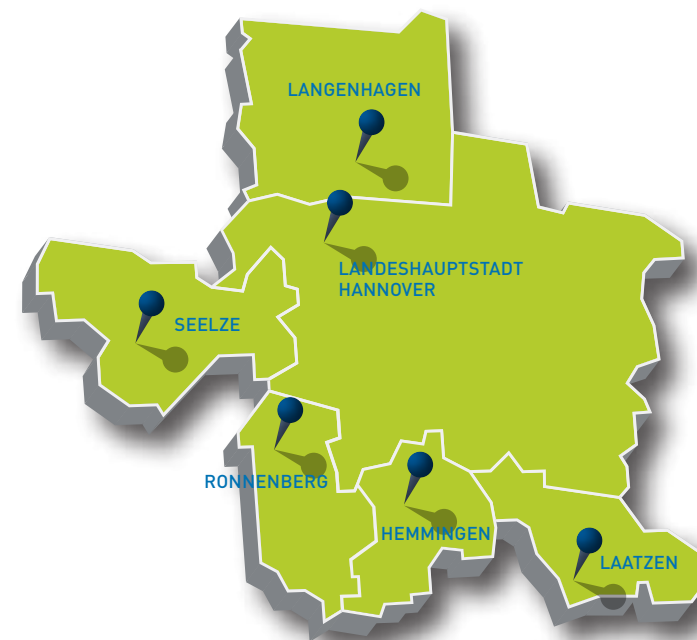 LANGENHAGEN
LANDESHAUPTSTADT
HANNOVER
SEELZE
RONNENBERG
HEMMINGEN
LAATZEN